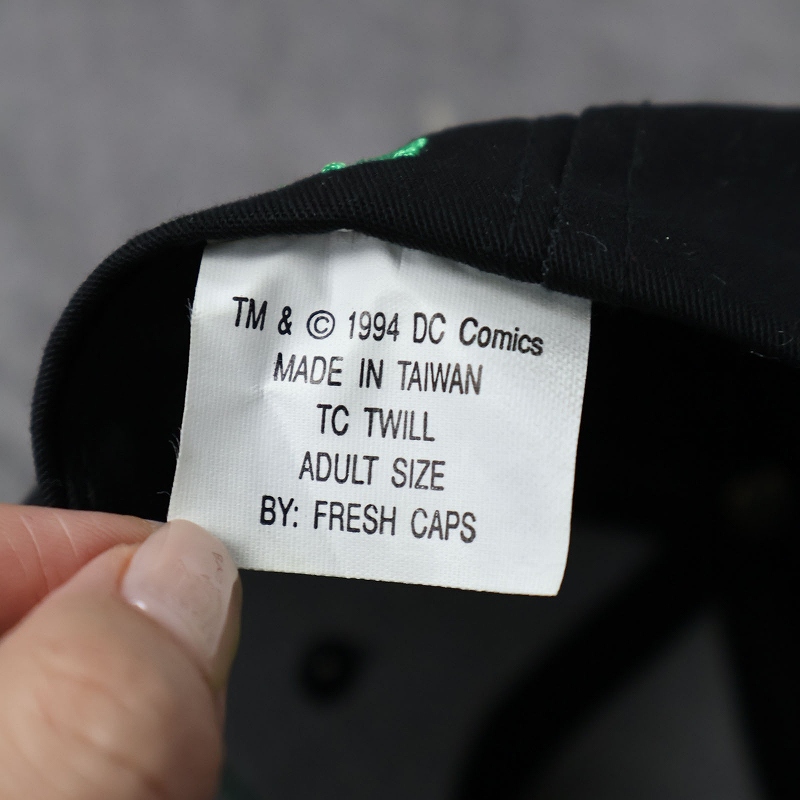 TM & © 1994 DC Comics
MADE IN TAIWAN
TC TWILL
ADULT SIZE
BY: FRESH CAPS